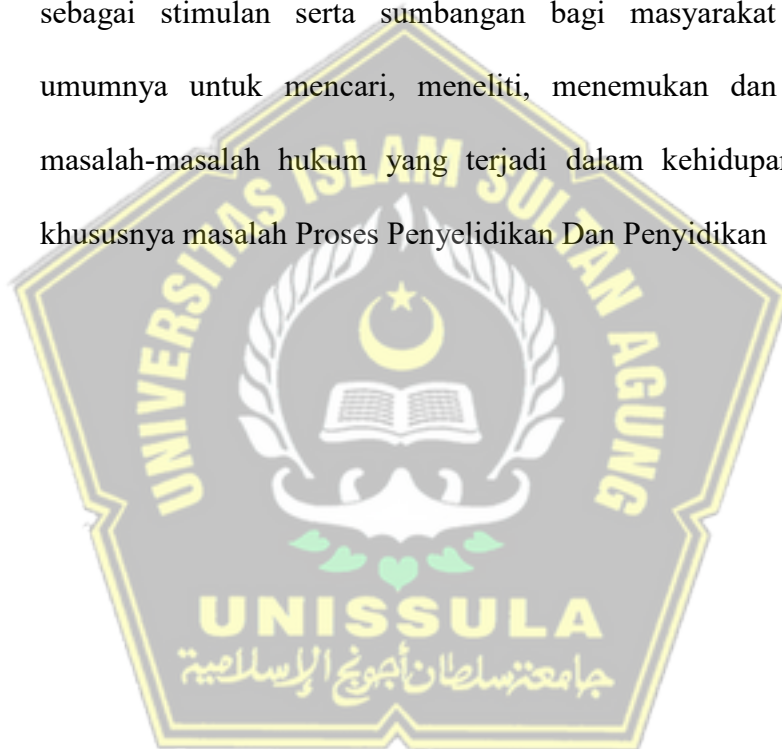 sebagai stimulan serta sumbangan bagi masyarakat
umumnya untuk mencari, meneliti, menemukan dan
masalah-masalah hukum yang terjadi dalam kehidupan
khususnya masalah Proses Penyelidikan Dan Penyidikan
UNIVERSITAS ISLAM SULTAN AGUNG
UNISSULA
جامعة سلطان أجونج الإسلامية